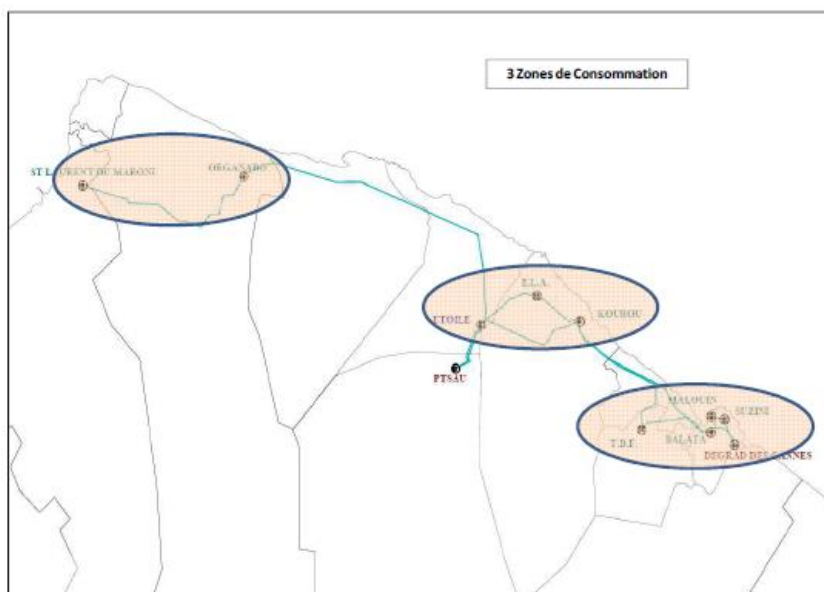 3 Zones de Consommation
ST LAURENT DU MARONI
ORGANABO
E.L.A.
ETOILE
KOUROU
PTSAU
MALOUIN
SUZINI
T.D.F.
BALATA
DEGRAD DES CANNES